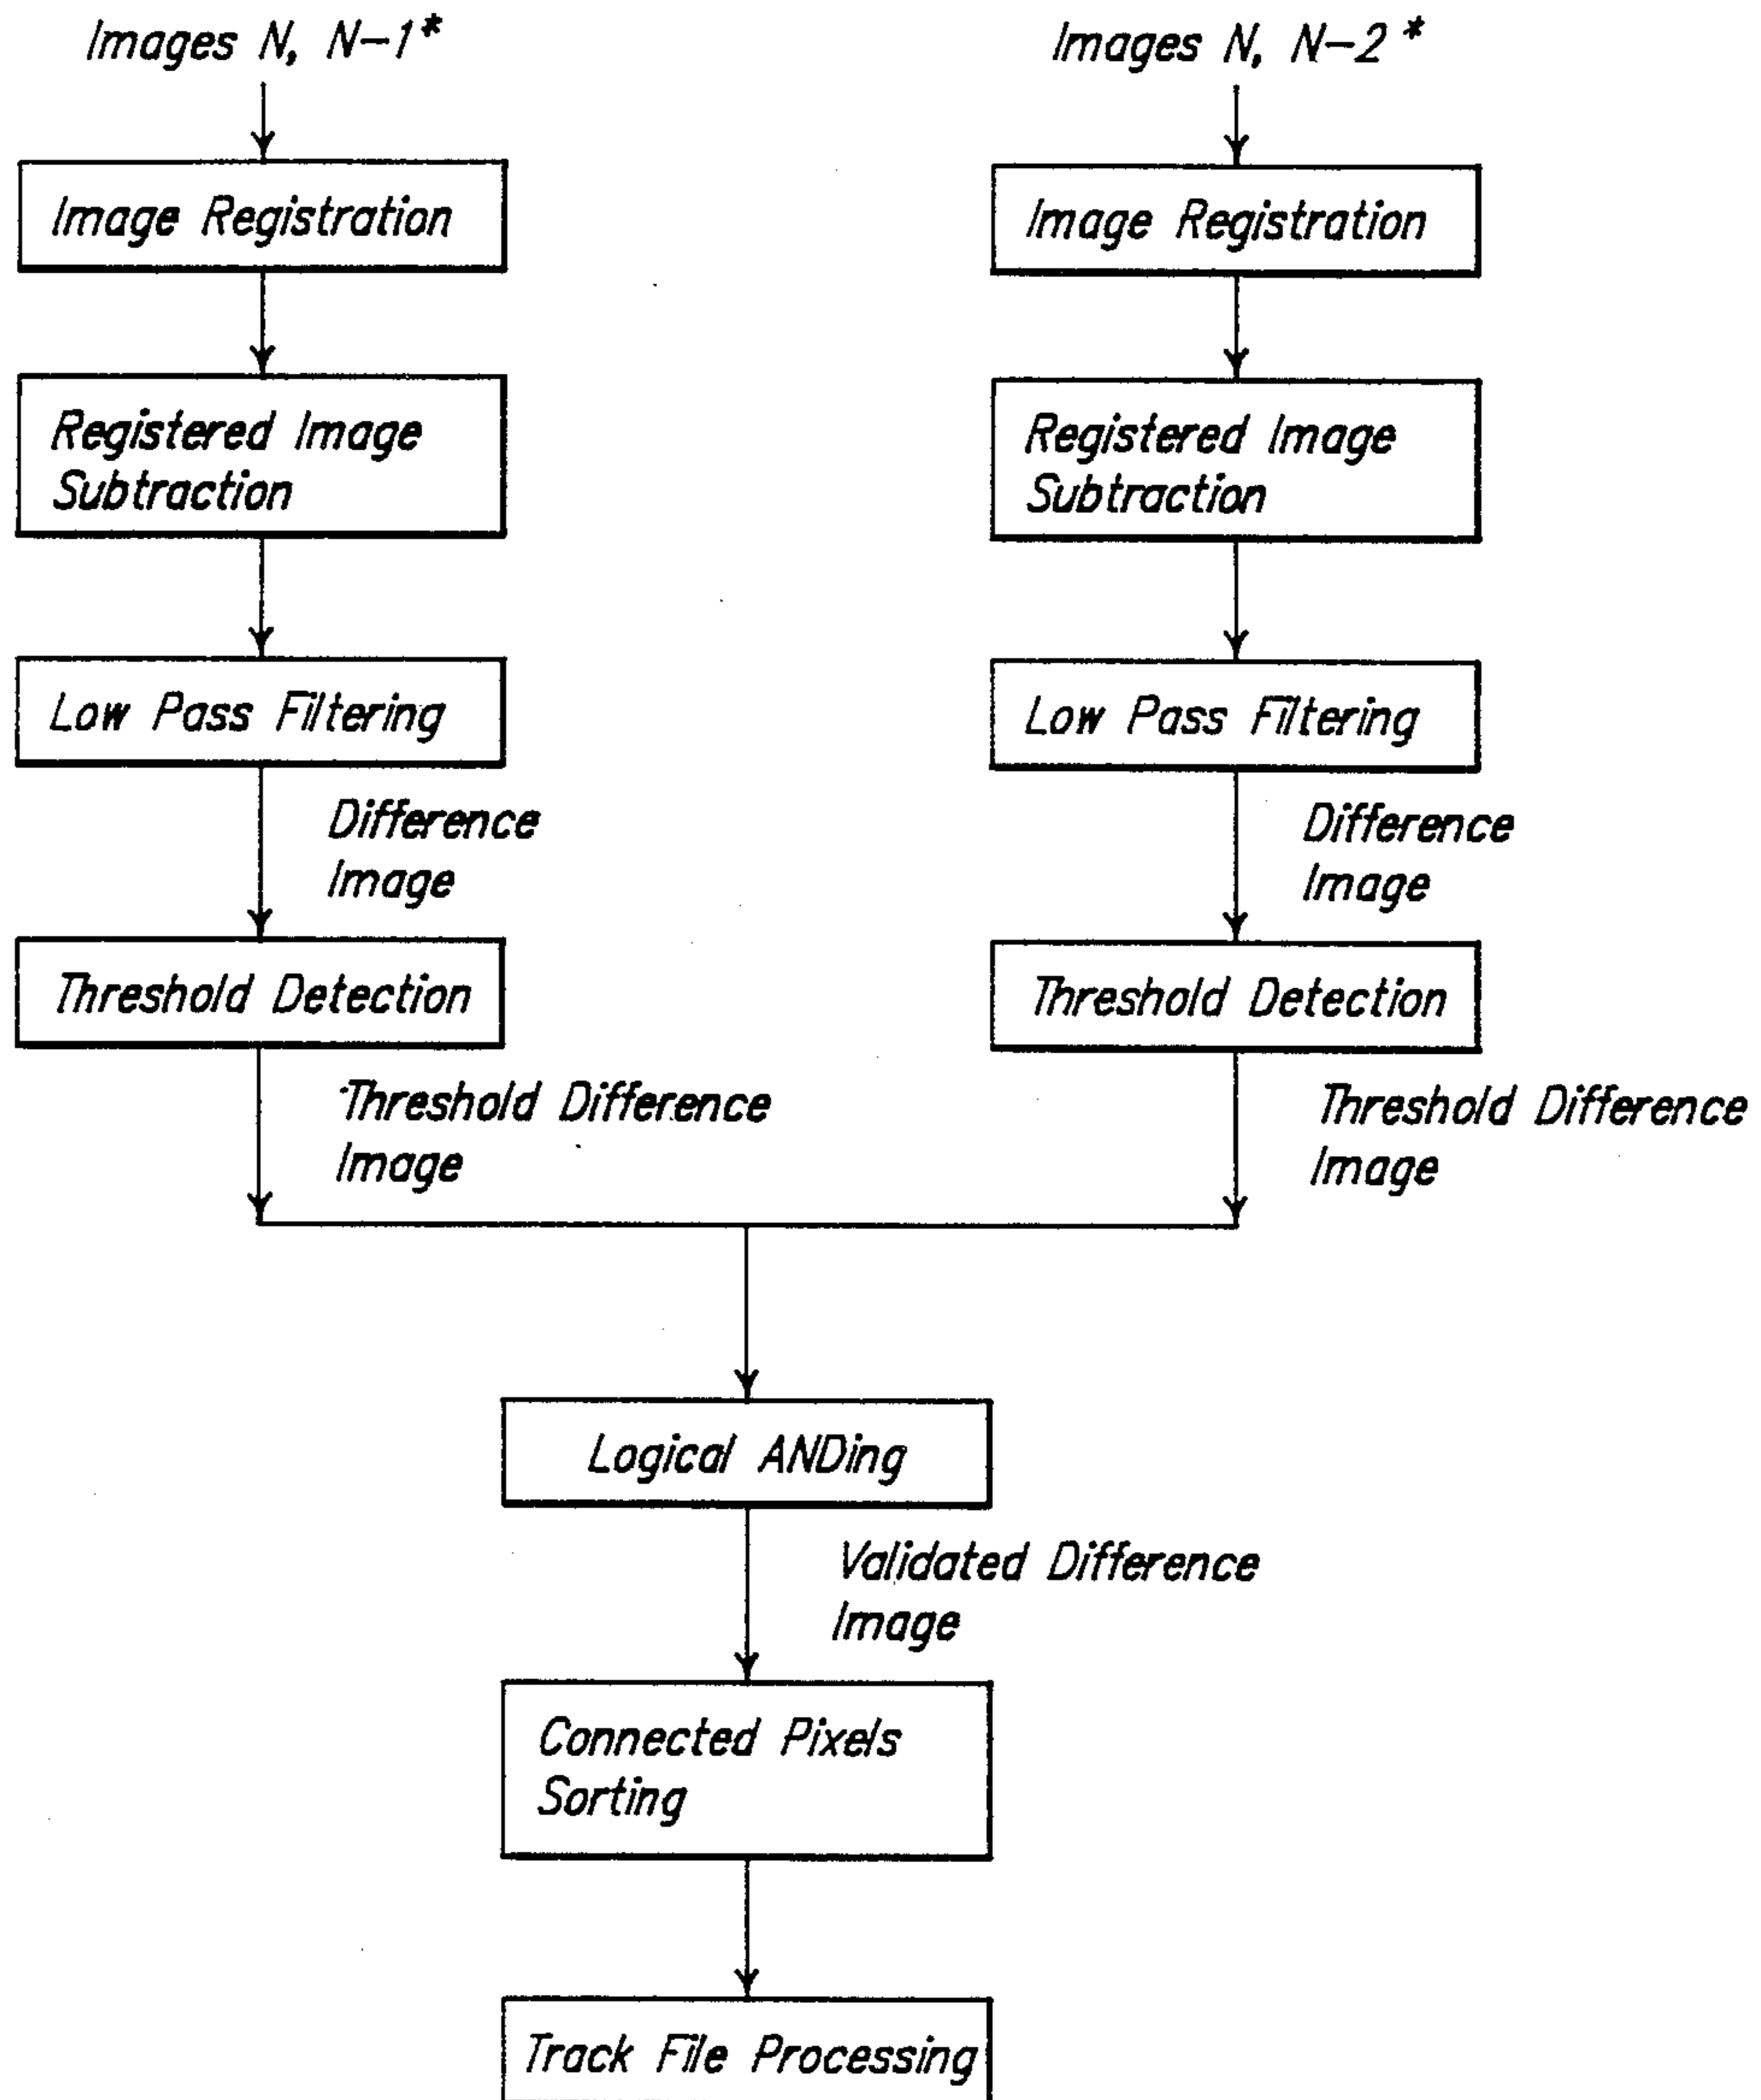 Images N, N-1*
Image Registration
Registered Image
Subtraction
Low Pass Filtering
Difference
Image
Threshold Detection
Threshold Difference
Image
Images N, N-2*
Image Registration
Registered Image
Subtraction
Low Pass Filtering
Difference
Image
Threshold Detection
Threshold Difference
Image
Logical ANDing
Validated Difference
Image
Connected Pixels
Sorting
Track File Processing